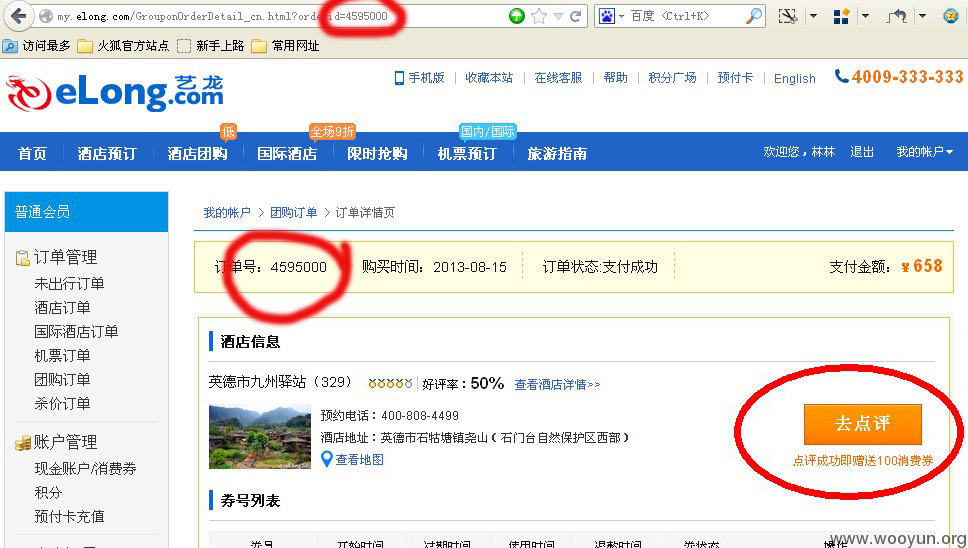 my.elong.com/GrouponOrderDetail_cn.html?orderid=4595000
百度 <Ctrl+K>
访问最多 火狐官方站点 新手上路 常用网址
eLong艺龙.com
手机版 收藏本站 在线客服 帮助 积分广场 预付卡 English 4009-333-333
低 全场9折 国内/国际
首页 酒店预订 酒店团购 国际酒店 限时抢购 机票预订 旅游指南 欢迎您，林林 退出 我的帐户
普通会员
订单管理
未出行订单
酒店订单
国际酒店订单
机票订单
团购订单
杀价订单
账户管理
现金账户/消费券
积分
预付卡充值
我的帐户 > 团购订单 > 订单详情页
订单号：4595000 购买时间：2013-08-15 订单状态:支付成功 支付金额：¥658
酒店信息
英德市九州驿站（329） 好评率：50% 查看酒店详情>>
预约电话：400-808-4499
酒店地址：英德市石牯塘镇尧山（石门台自然保护区西部）
查看地图
去点评
点评成功即赠送100消费券
券号列表
券号 开始时间 过期时间 使用时间 退款时间 券状态 操作
www.wooyun.org